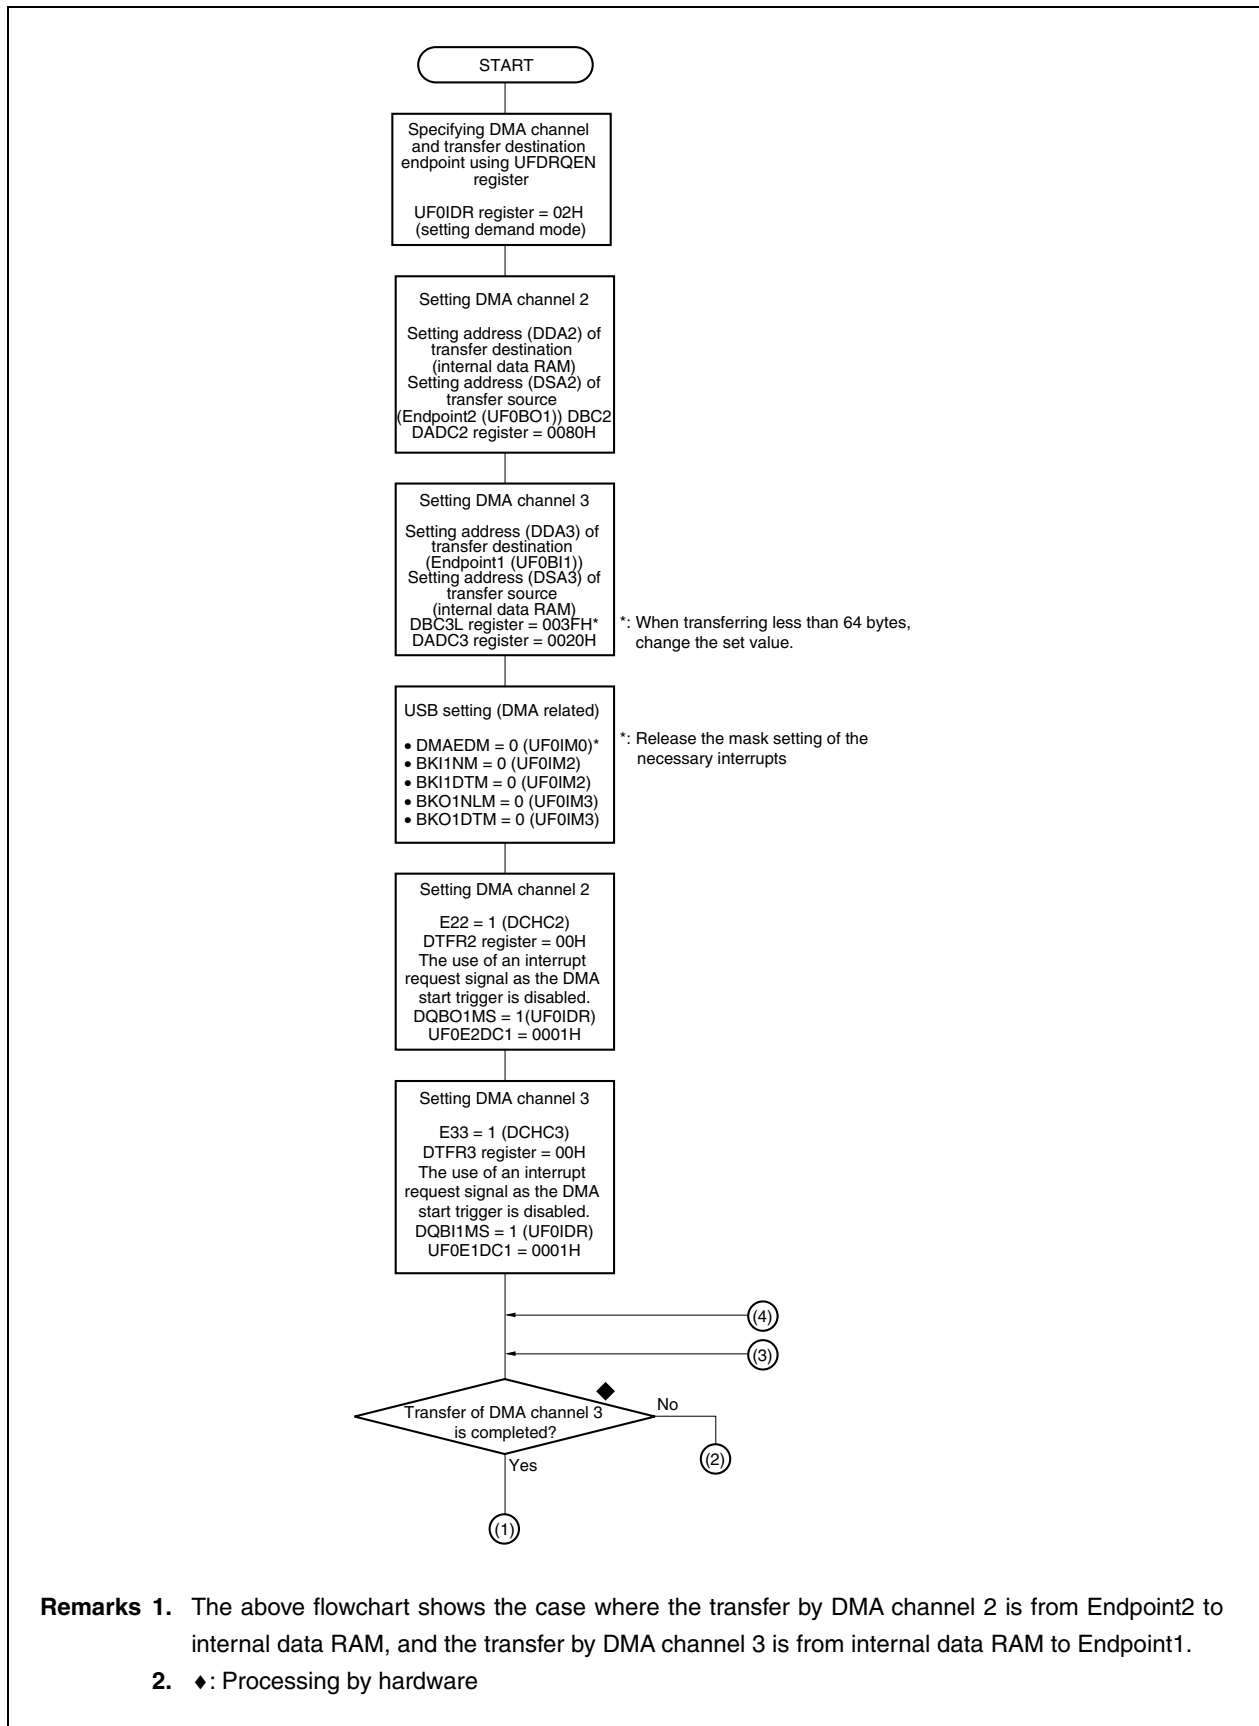 START
Specifying DMA channel
and transfer destination
endpoint using UFDRQEN
register
UF0IDR register = 02H
(setting demand mode)
Setting DMA channel 2
Setting address (DDA2) of
transfer destination
(internal data RAM)
Setting address (DSA2) of
transfer source
(Endpoint2 (UF0BO1)) DBC2
DADC2 register = 0080H
Setting DMA channel 3
Setting address (DDA3) of
transfer destination
(Endpoint1 (UF0BI1))
Setting address (DSA3) of
transfer source
(internal data RAM)
DBC3L register = 003FH*
DADC3 register = 0020H
*: When transferring less than 64 bytes,
change the set value.
USB setting (DMA related)
• DMAEDM = 0 (UF0IM0)*
• BKI1NM = 0 (UF0IM2)
• BKI1DTM = 0 (UF0IM2)
• BKO1NLM = 0 (UF0IM3)
• BKO1DTM = 0 (UF0IM3)
*: Release the mask setting of the
necessary interrupts
Setting DMA channel 2
E22 = 1 (DCHC2)
DTFR2 register = 00H
The use of an interrupt
request signal as the DMA
start trigger is disabled.
DQBO1MS = 1(UF0IDR)
UF0E2DC1 = 0001H
Setting DMA channel 3
E33 = 1 (DCHC3)
DTFR3 register = 00H
The use of an interrupt
request signal as the DMA
start trigger is disabled.
DQBI1MS = 1 (UF0IDR)
UF0E1DC1 = 0001H
(4)
(3)
Transfer of DMA channel 3
is completed?
No
(2)
Yes
(1)
Remarks 1. The above flowchart shows the case where the transfer by DMA channel 2 is from Endpoint2 to
internal data RAM, and the transfer by DMA channel 3 is from internal data RAM to Endpoint1.
2. ♦: Processing by hardware